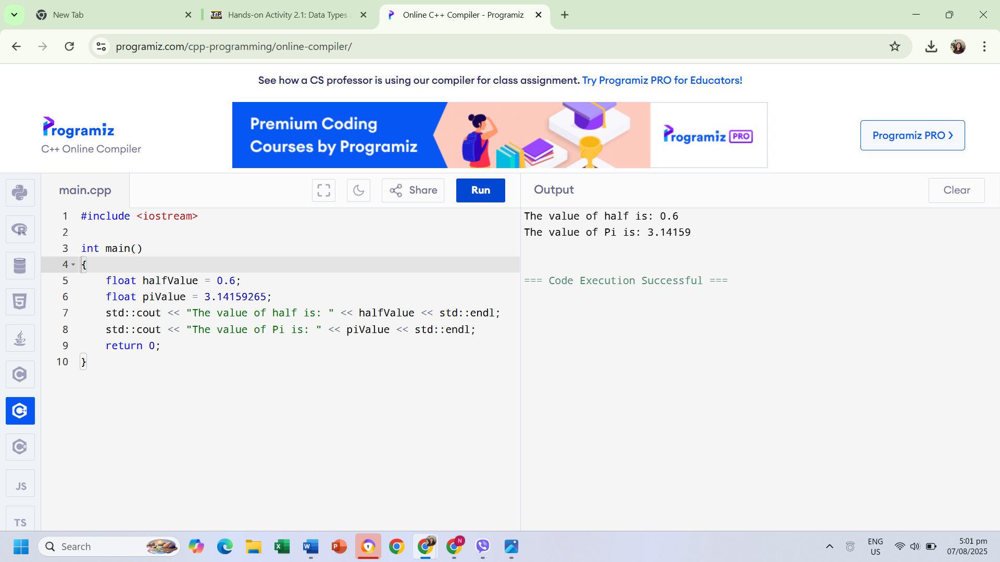 New Tab
Hands-on Activity 2.1: Data Types
Online C++ Compiler - Programiz
programiz.com/cpp-programming/online-compiler/
See how a CS professor is using our compiler for class assignment. Try Programiz PRO for Educators!
Programiz
C++ Online Compiler
Premium Coding
Courses by Programiz
Programiz PRO
Programiz PRO
main.cpp
Share
Run
Output
Clear
1 #include <iostream>
2
3 int main()
4 {
5 float halfValue = 0.6;
6 float piValue = 3.14159265;
7 std::cout << "The value of half is: " << halfValue << std::endl;
8 std::cout << "The value of Pi is: " << piValue << std::endl;
9 return 0;
10 }
The value of half is: 0.6
The value of Pi is: 3.14159
=== Code Execution Successful ===
JS
TS
Search
N
ENG
US
5:01 pm
07/08/2025